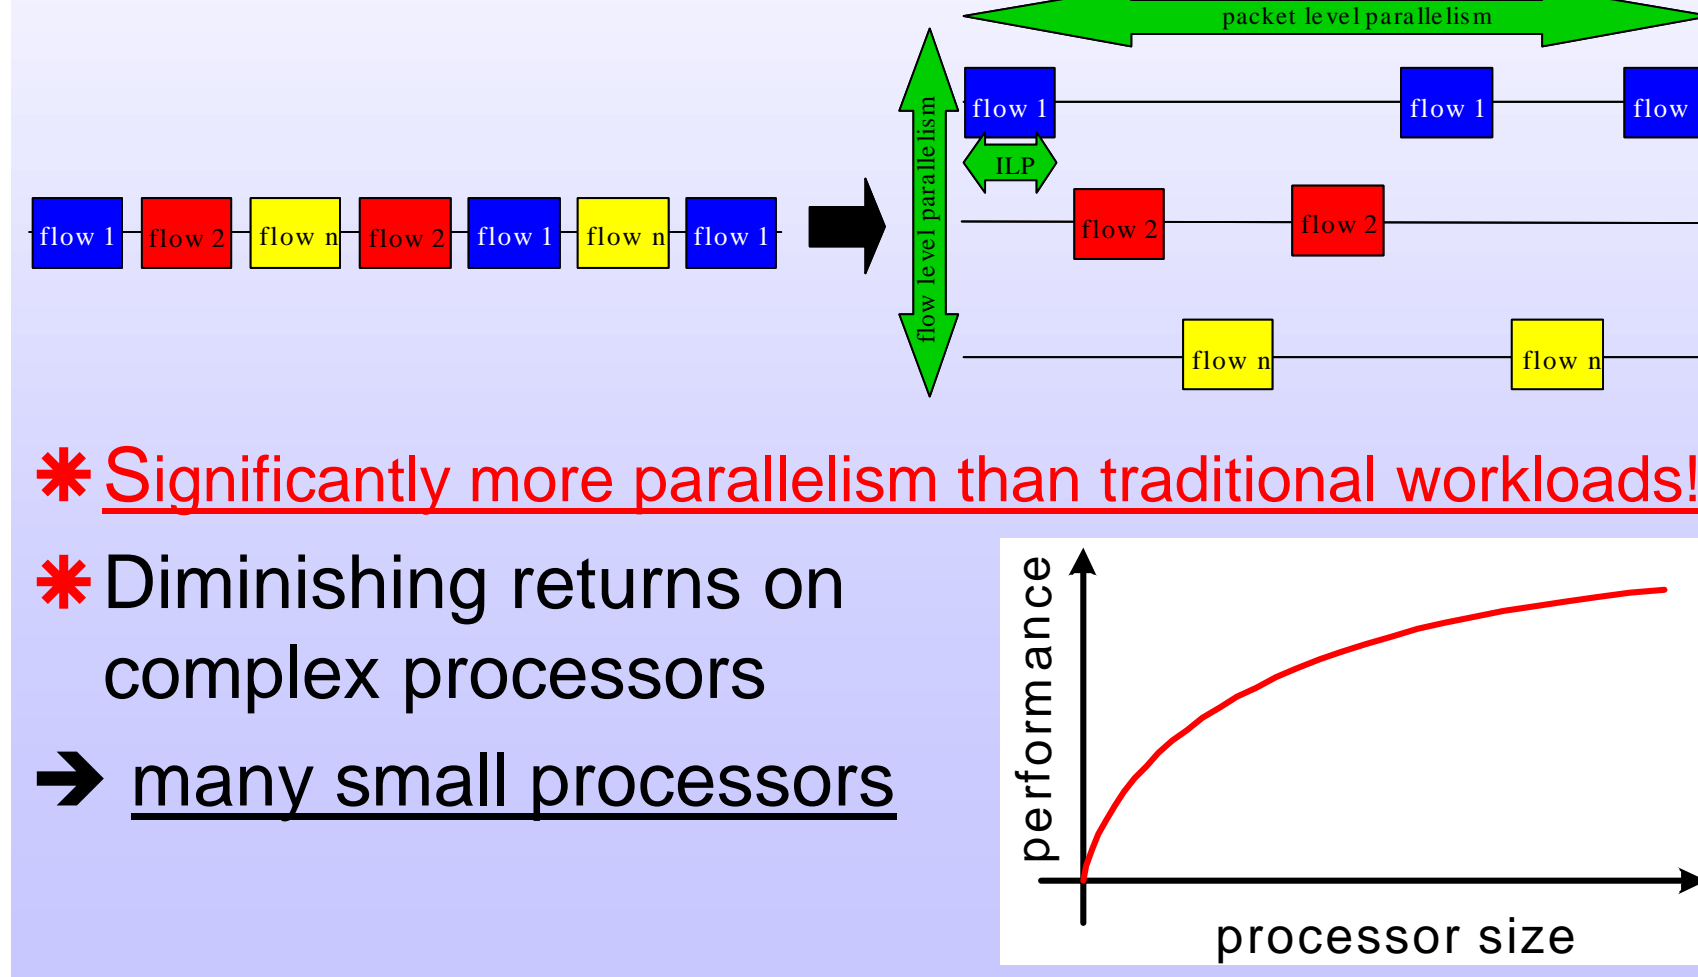 packet level parallelism
flow level parallelism
flow 1
flow 1
flow
ILP
flow 2
flow 2
flow n
flow n
flow 1
flow 2
flow n
flow 2
flow 1
flow n
flow 1
Significantly more parallelism than traditional workloads!
Diminishing returns on
complex processors
many small processors
performance
processor size